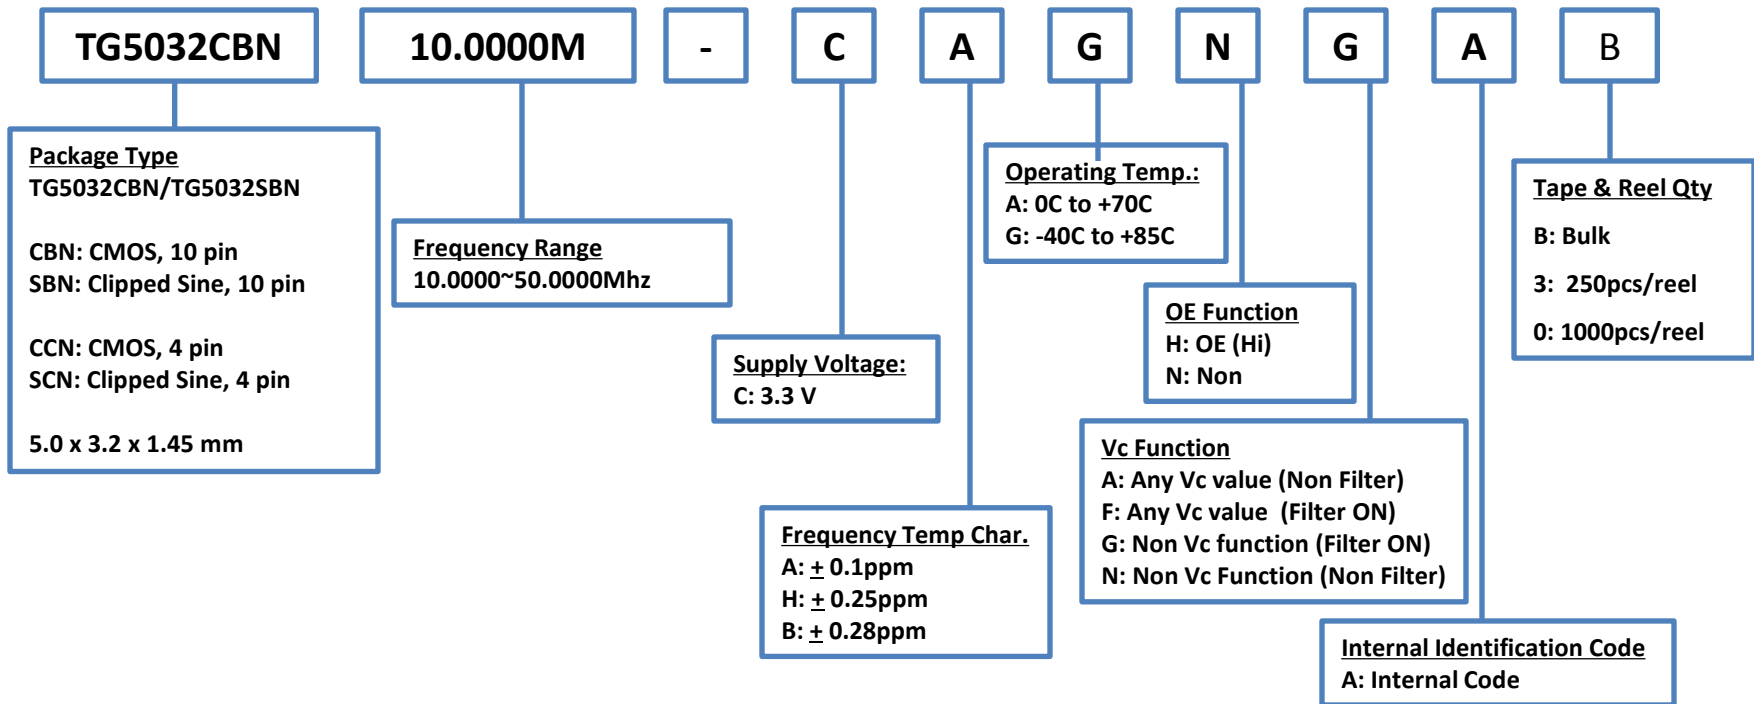 TG5032CBN 10.0000M - C A G N G A B
Package Type
TG5032CBN/TG5032SBN
CBN: CMOS, 10 pin
SBN: Clipped Sine, 10 pin
CCN: CMOS, 4 pin
SCN: Clipped Sine, 4 pin
5.0 x 3.2 x 1.45 mm
Frequency Range
10.0000~50.0000Mhz
Supply Voltage:
C: 3.3 V
Frequency Temp Char.
A: ± 0.1ppm
H: ± 0.25ppm
B: ± 0.28ppm
Operating Temp.:
A: 0C to +70C
G: -40C to +85C
OE Function
H: OE (Hi)
N: Non
Vc Function
A: Any Vc value (Non Filter)
F: Any Vc value (Filter ON)
G: Non Vc function (Filter ON)
N: Non Vc Function (Non Filter)
Internal Identification Code
A: Internal Code
Tape & Reel Qty
B: Bulk
3: 250pcs/reel
0: 1000pcs/reel